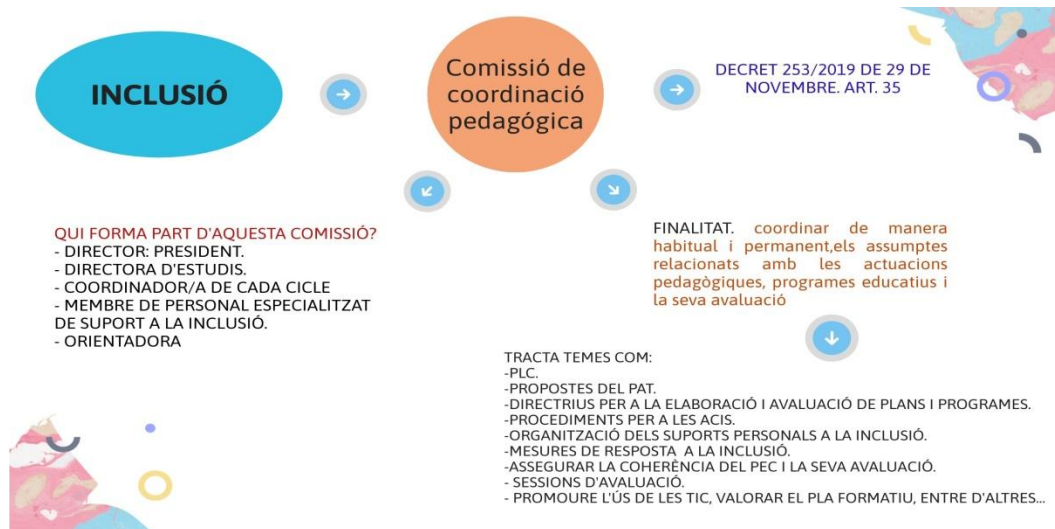 INCLUSIÓ
Comissió de
coordinació
pedagógica
DECRET 253/2019 DE 29 DE
NOVEMBRE. ART. 35
QUI FORMA PART D'AQUESTA COMISSIÓ?
- DIRECTOR: PRESIDENT.
- DIRECTORA D'ESTUDIS.
- COORDINADOR/A DE CADA CICLE
- MEMBRE DE PERSONAL ESPECIALITZAT
DE SUPORT A LA INCLUSIÓ.
- ORIENTADORA
FINALITAT. coordinar de manera
habitual i permanent,els assumptes
relacionats amb les actuacions
pedagògiques, programes educatius i
la seva avaluació
TRACTA TEMES COM:
-PLC.
-PROPOSTES DEL PAT.
-DIRECTRIUS PER A LA ELABORACIÓ I AVALUACIÓ DE PLANS I PROGRAMES.
-PROCEDIMENTS PER A LES ACIS.
-ORGANITZACIÓ DELS SUPORTS PERSONALS A LA INCLUSIÓ.
-MESURES DE RESPOSTA A LA INCLUSIÓ.
-ASSEGURAR LA COHERÈNCIA DEL PEC I LA SEVA AVALUACIÓ.
- SESSIONS D'AVALUACIÓ.
- PROMOURE L'ÚS DE LES TIC, VALORAR EL PLA FORMATIU, ENTRE D'ALTRES...